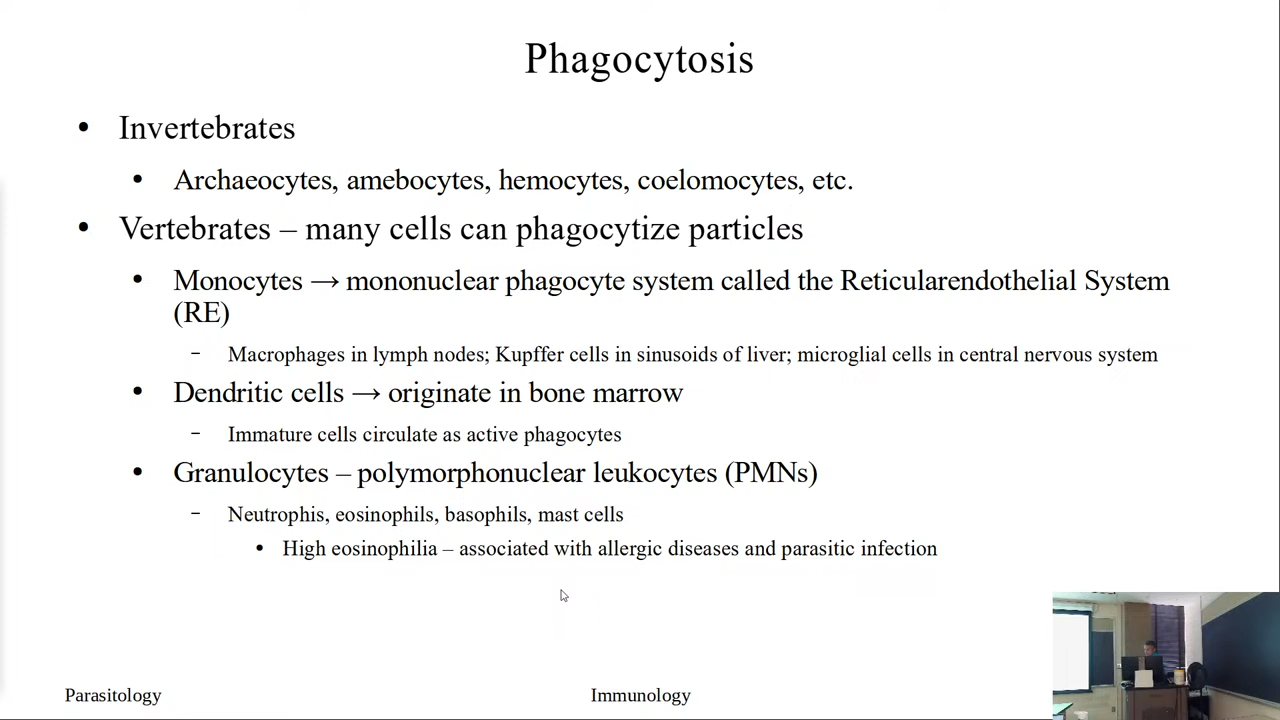 Phagocytosis
• Invertebrates
• Archaeocytes, amebocytes, hemocytes, coelomocytes, etc.
• Vertebrates – many cells can phagocytize particles
• Monocytes → mononuclear phagocyte system called the Reticularendothelial System
(RE)
– Macrophages in lymph nodes; Kupffer cells in sinusoids of liver; microglial cells in central nervous system
• Dendritic cells → originate in bone marrow
– Immature cells circulate as active phagocytes
• Granulocytes – polymorphonuclear leukocytes (PMNs)
– Neutrophis, eosinophils, basophils, mast cells
• High eosinophilia – associated with allergic diseases and parasitic infection
Parasitology
Immunology